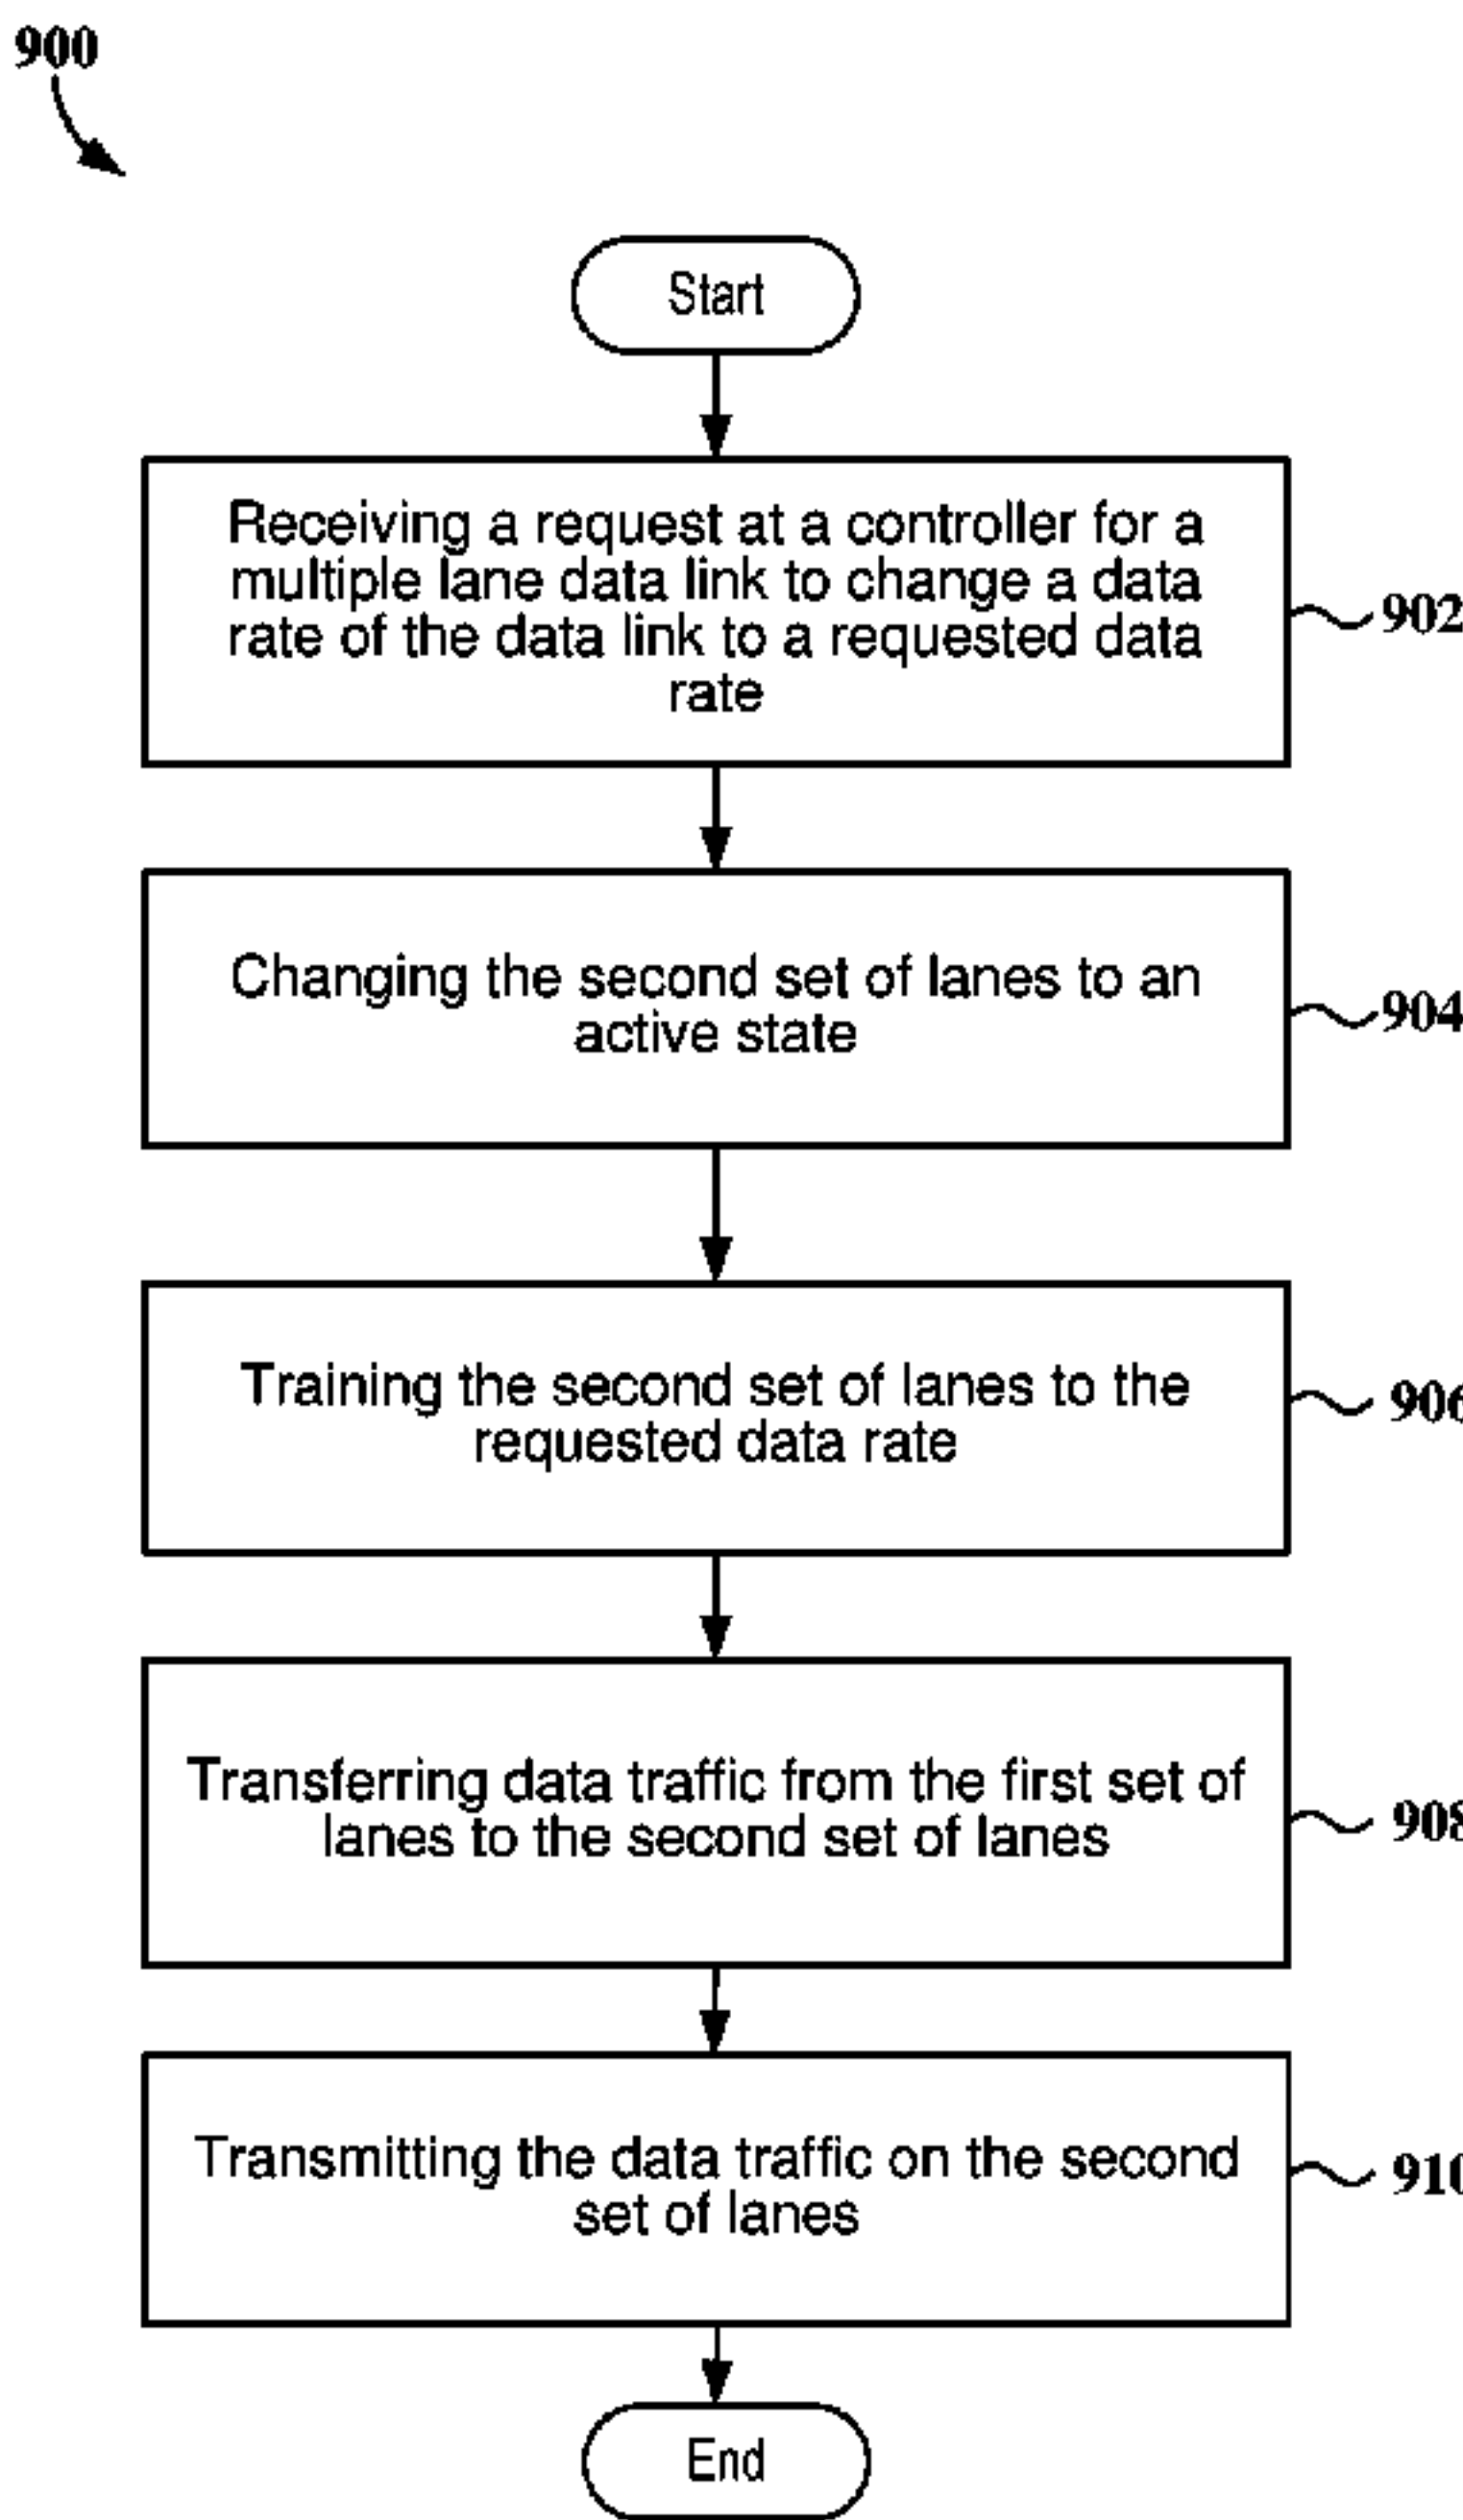 900
Start
Receiving a request at a controller for a
multiple lane data link to change a data
rate of the data link to a requested data
rate
902
Changing the second set of lanes to an
active state
904
Training the second set of lanes to the
requested data rate
906
Transferring data traffic from the first set of
lanes to the second set of lanes
908
Transmitting the data traffic on the second
set of lanes
910
End